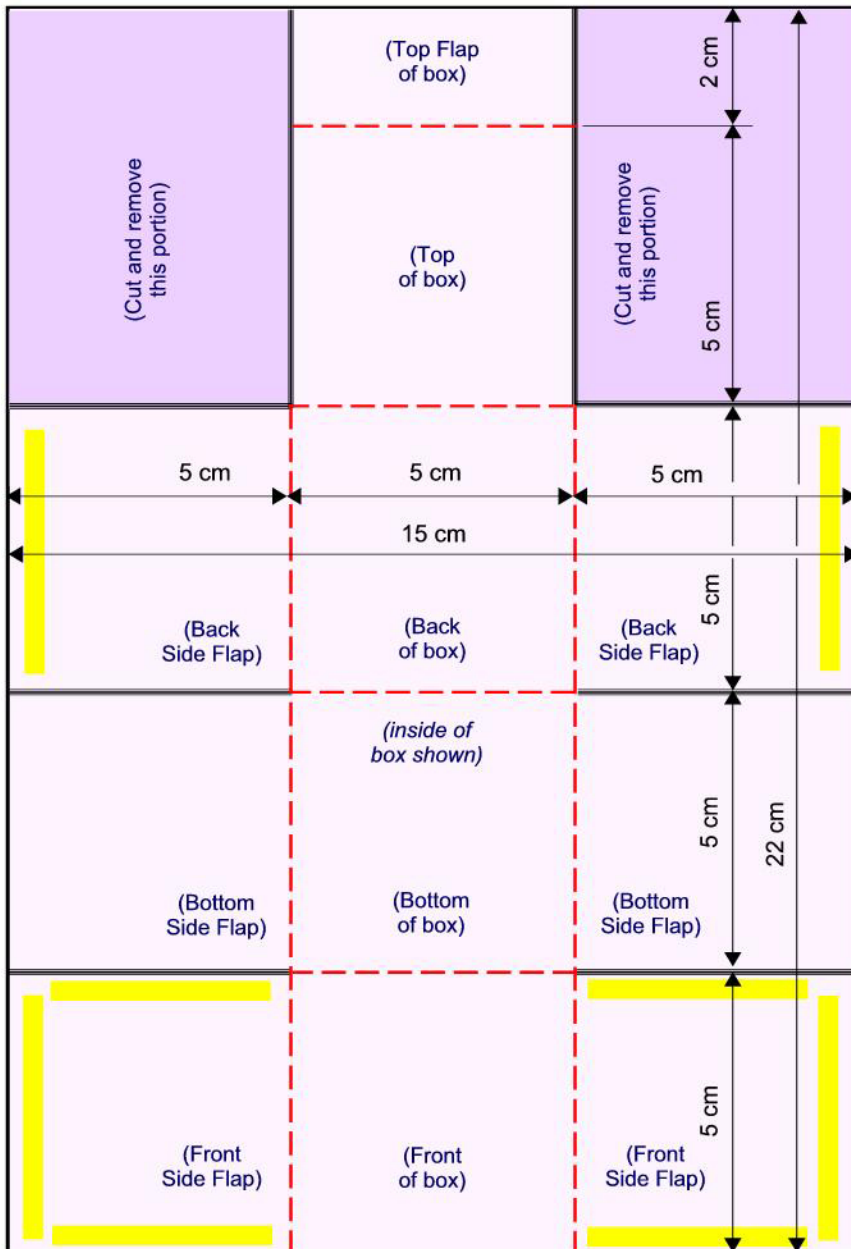 (Top Flap
of box)
2 cm
(Cut and remove
this portion)
(Top
of box)
(Cut and remove
this portion)
5 cm
5 cm
5 cm
5 cm
15 cm
5 cm
(Back
Side Flap)
(Back
of box)
(Back
Side Flap)
(inside of
box shown)
5 cm
22 cm
(Bottom
Side Flap)
(Bottom
of box)
(Bottom
Side Flap)
5 cm
(Front
Side Flap)
(Front
of box)
(Front
Side Flap)